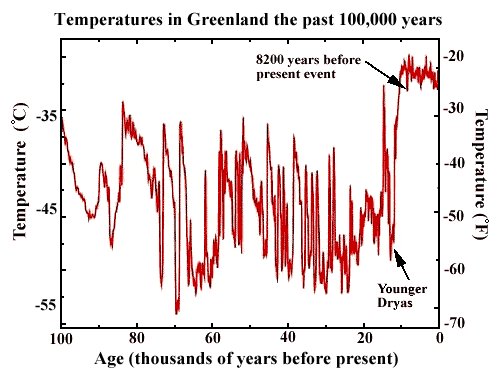 Temperatures in Greenland the past 100,000 years
8200 years before
present event
Temperature (°C)
-35
-45
-55
-20
-30
-40
-50
-60
-70
Temperature (°F)
Younger
Dryas
100
80
60
40
20
0
Age (thousands of years before present)